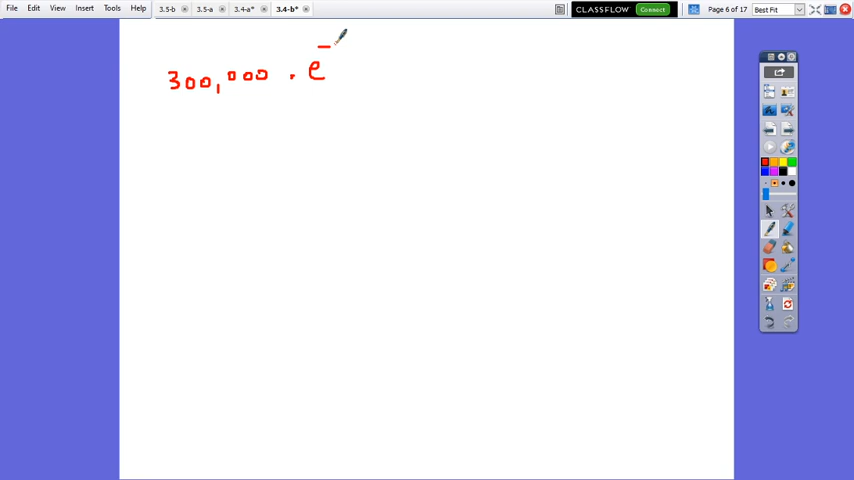 File Edit View Insert Tools Help 3.5-b 3.5-a 3.4-a* 3.4-b* CLASSFLOW Connect Page 6 of 17 Best Fit
300,000 · e⁻